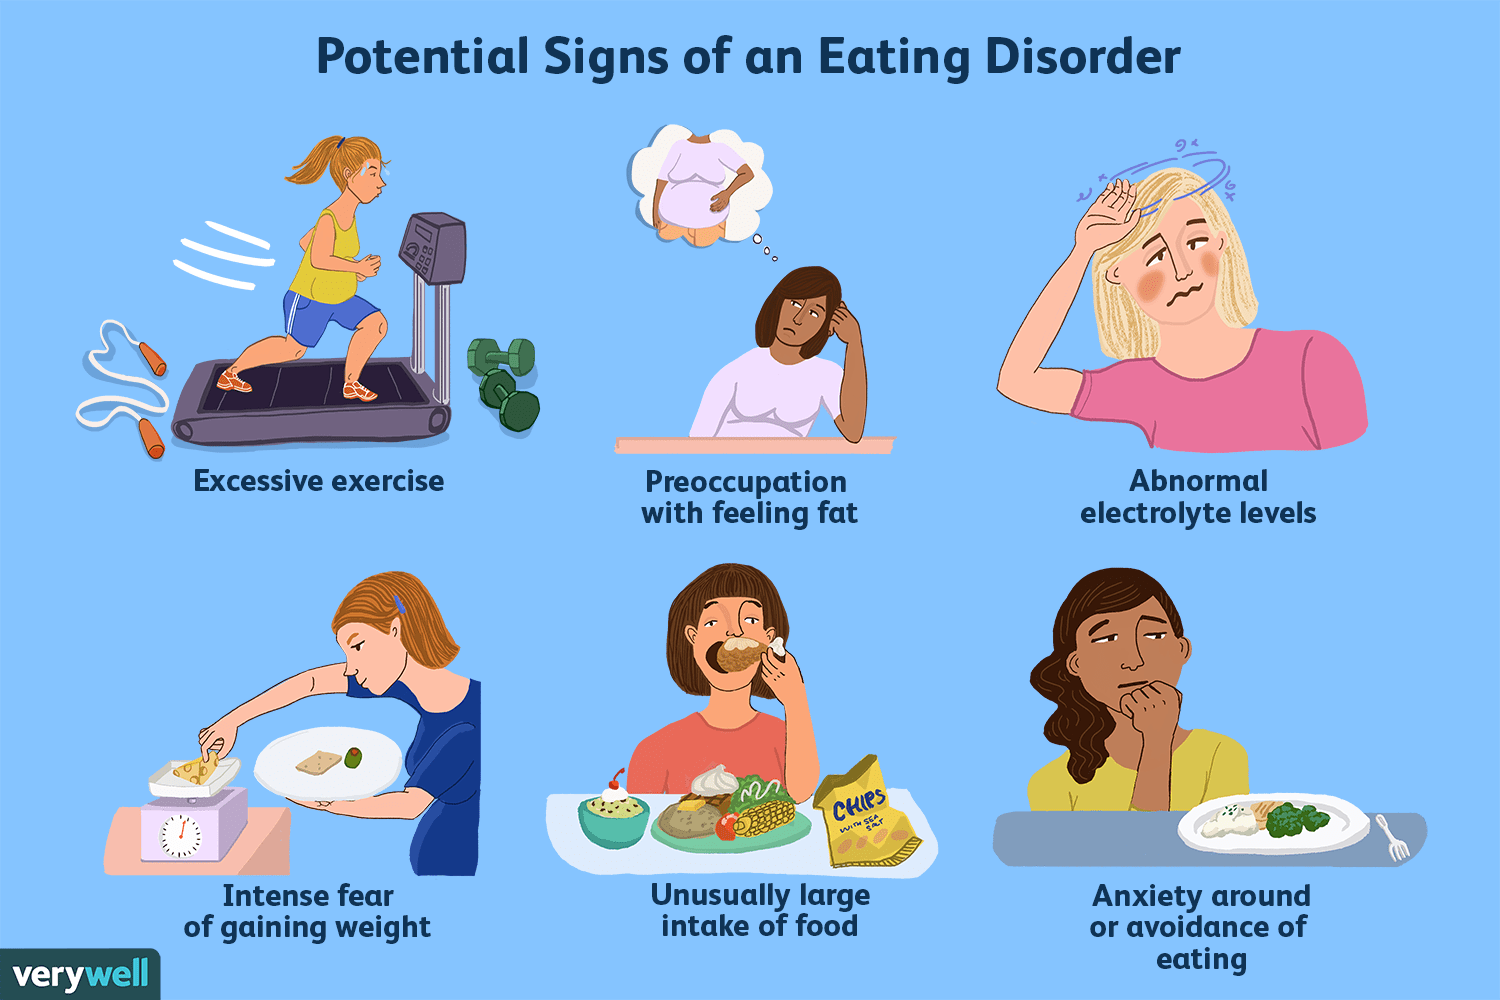 Potential Signs of an Eating Disorder
Excessive exercise
Preoccupation
with feeling fat
Abnormal
electrolyte levels
CHIPS
WITH SEA
SALT
Intense fear
of gaining weight
Unusually large
intake of food
Anxiety around
or avoidance of
eating
verywell